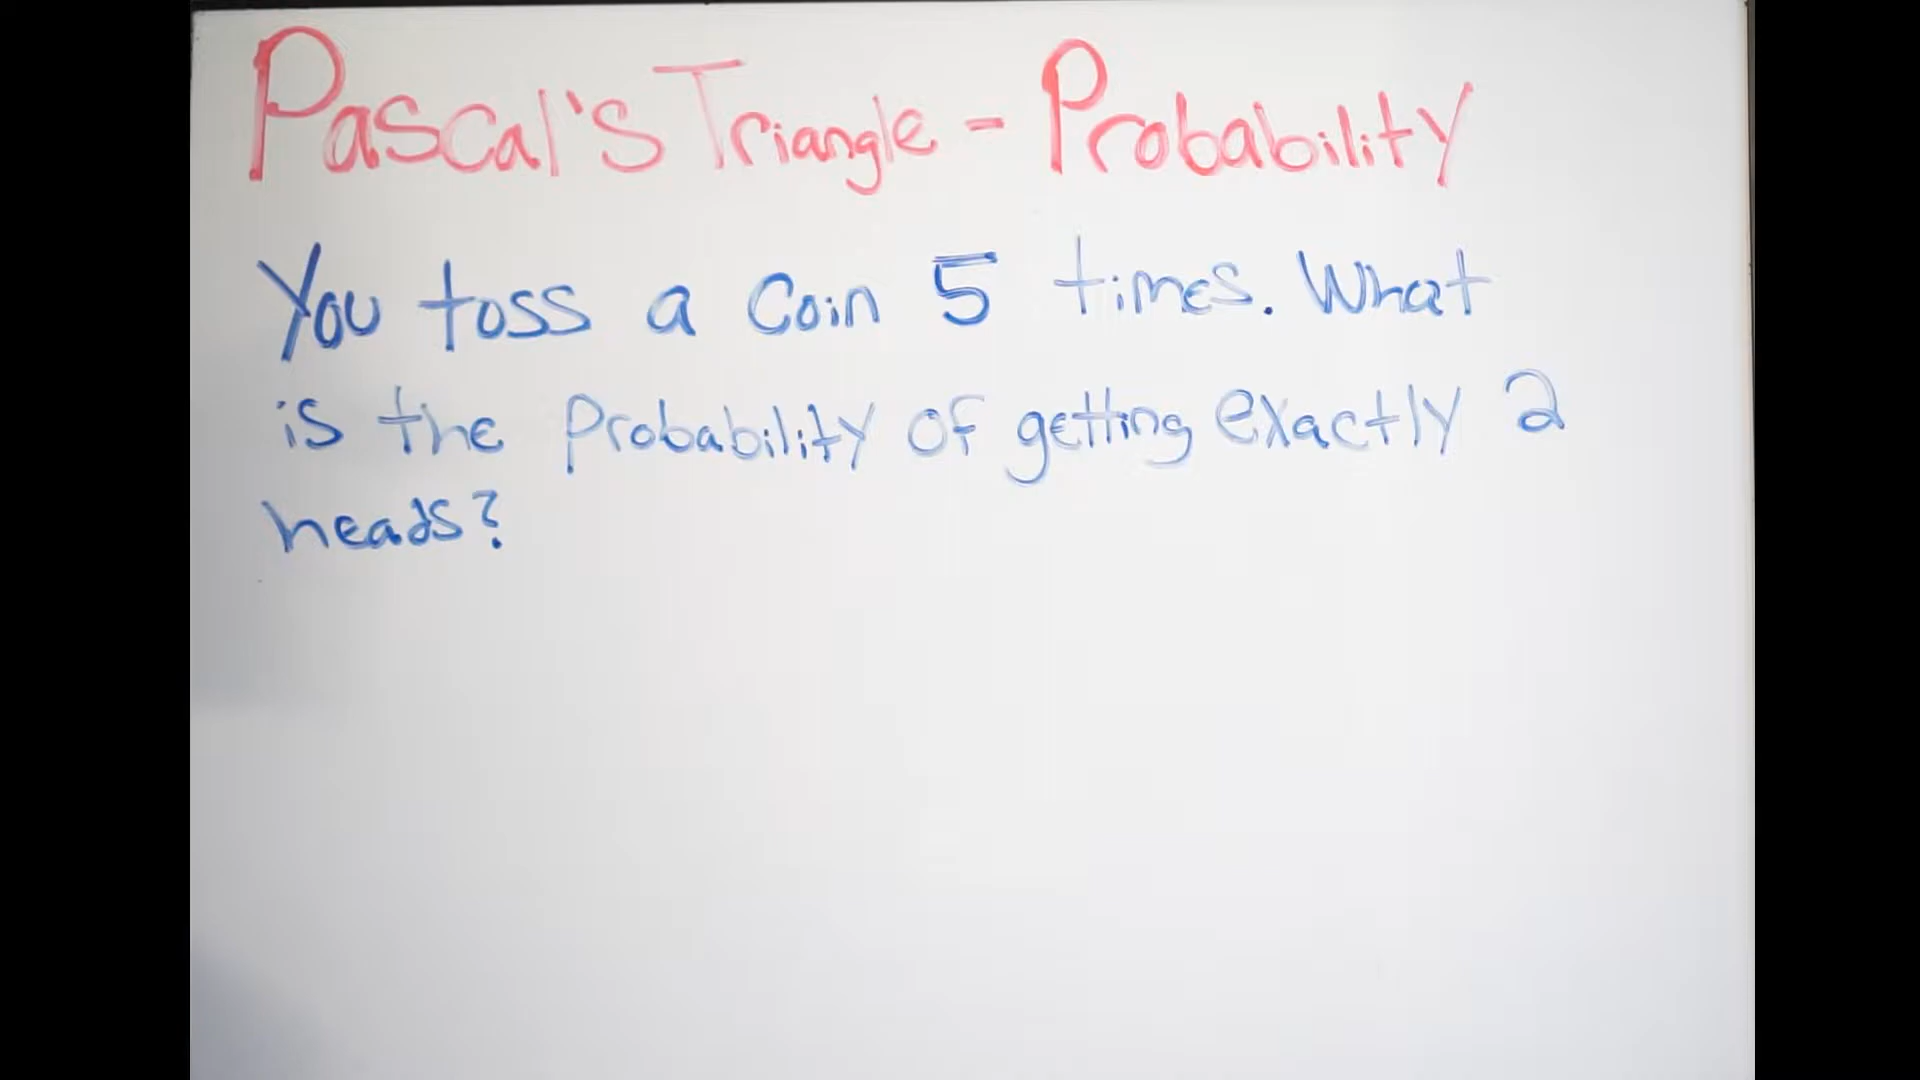 Pascal's Triangle - Probability
You toss a coin 5 times. What
is the probability of getting exactly 2
heads?